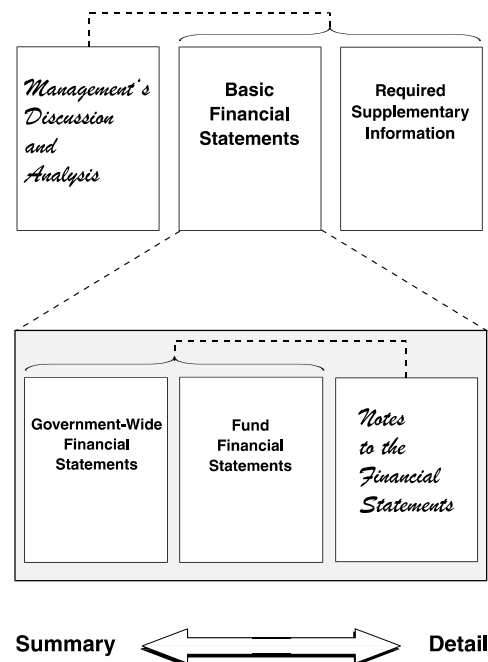 Management's
Discussion
and
Analysis
Basic
Financial
Statements
Required
Supplementary
Information
Government-Wide
Financial
Statements
Fund
Financial
Statements
Notes
to the
Financial
Statements
Summary
Detail